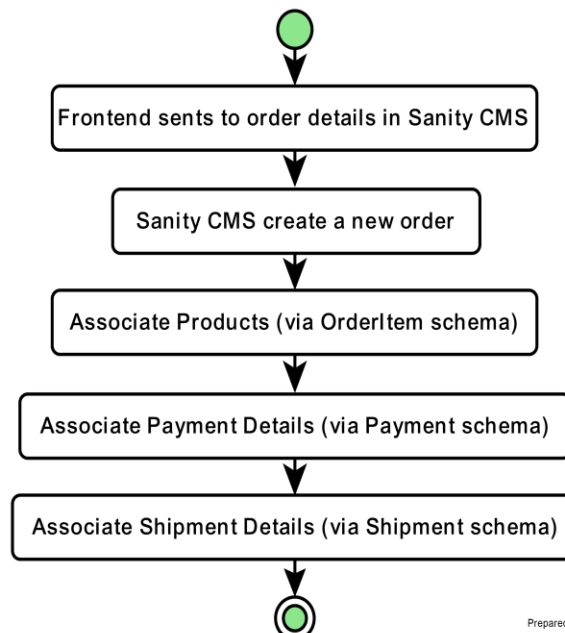 Frontend sents to order details in Sanity CMS
Sanity CMS create a new order
Associate Products (via OrderItem schema)
Associate Payment Details (via Payment schema)
Associate Shipment Details (via Shipment schema)
Prepared